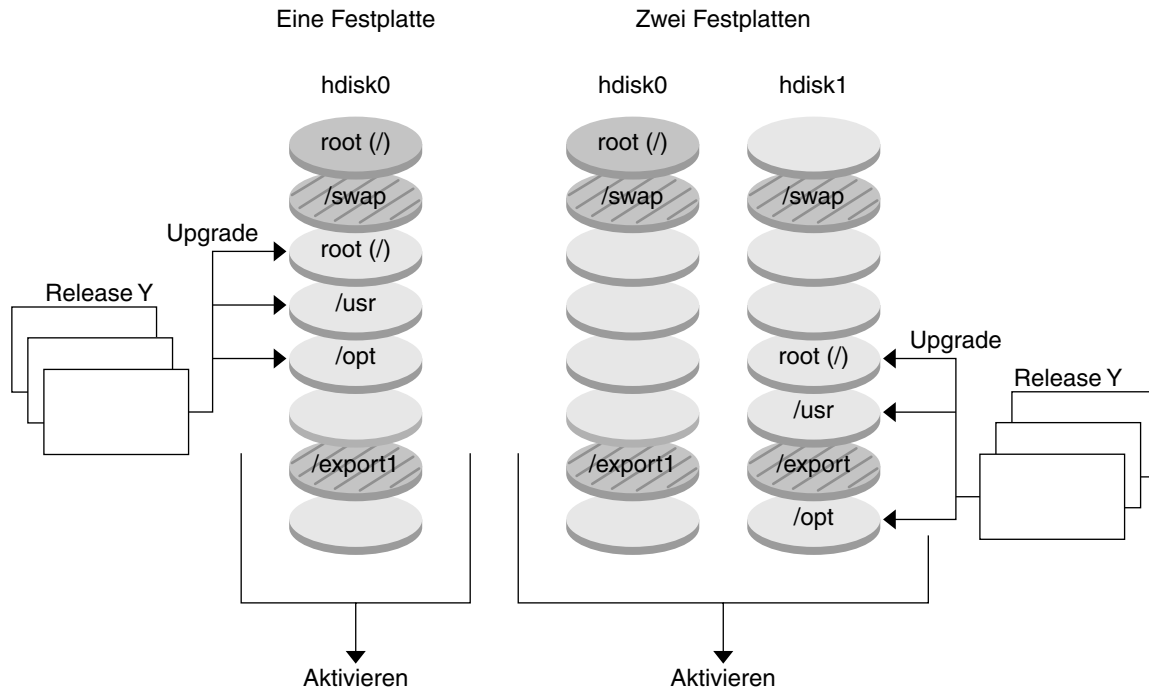 Eine Festplatte
Zwei Festplatten
hdisk0
hdisk0
hdisk1
root (/)
/swap
Upgrade
root (/)
/usr
/opt
/export1
Release Y
root (/)
/swap
/export1
/swap
root (/)
/usr
/export
/opt
Upgrade
Release Y
Aktivieren
Aktivieren